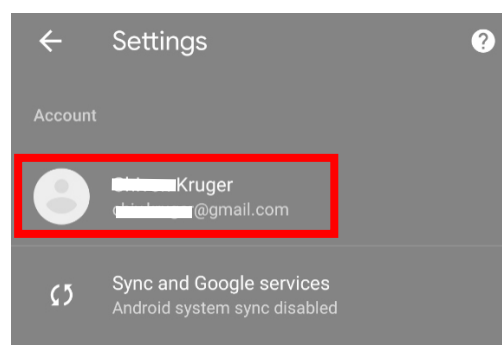 Settings
?
Account
Kruger
@gmail.com
Sync and Google services
Android system sync disabled